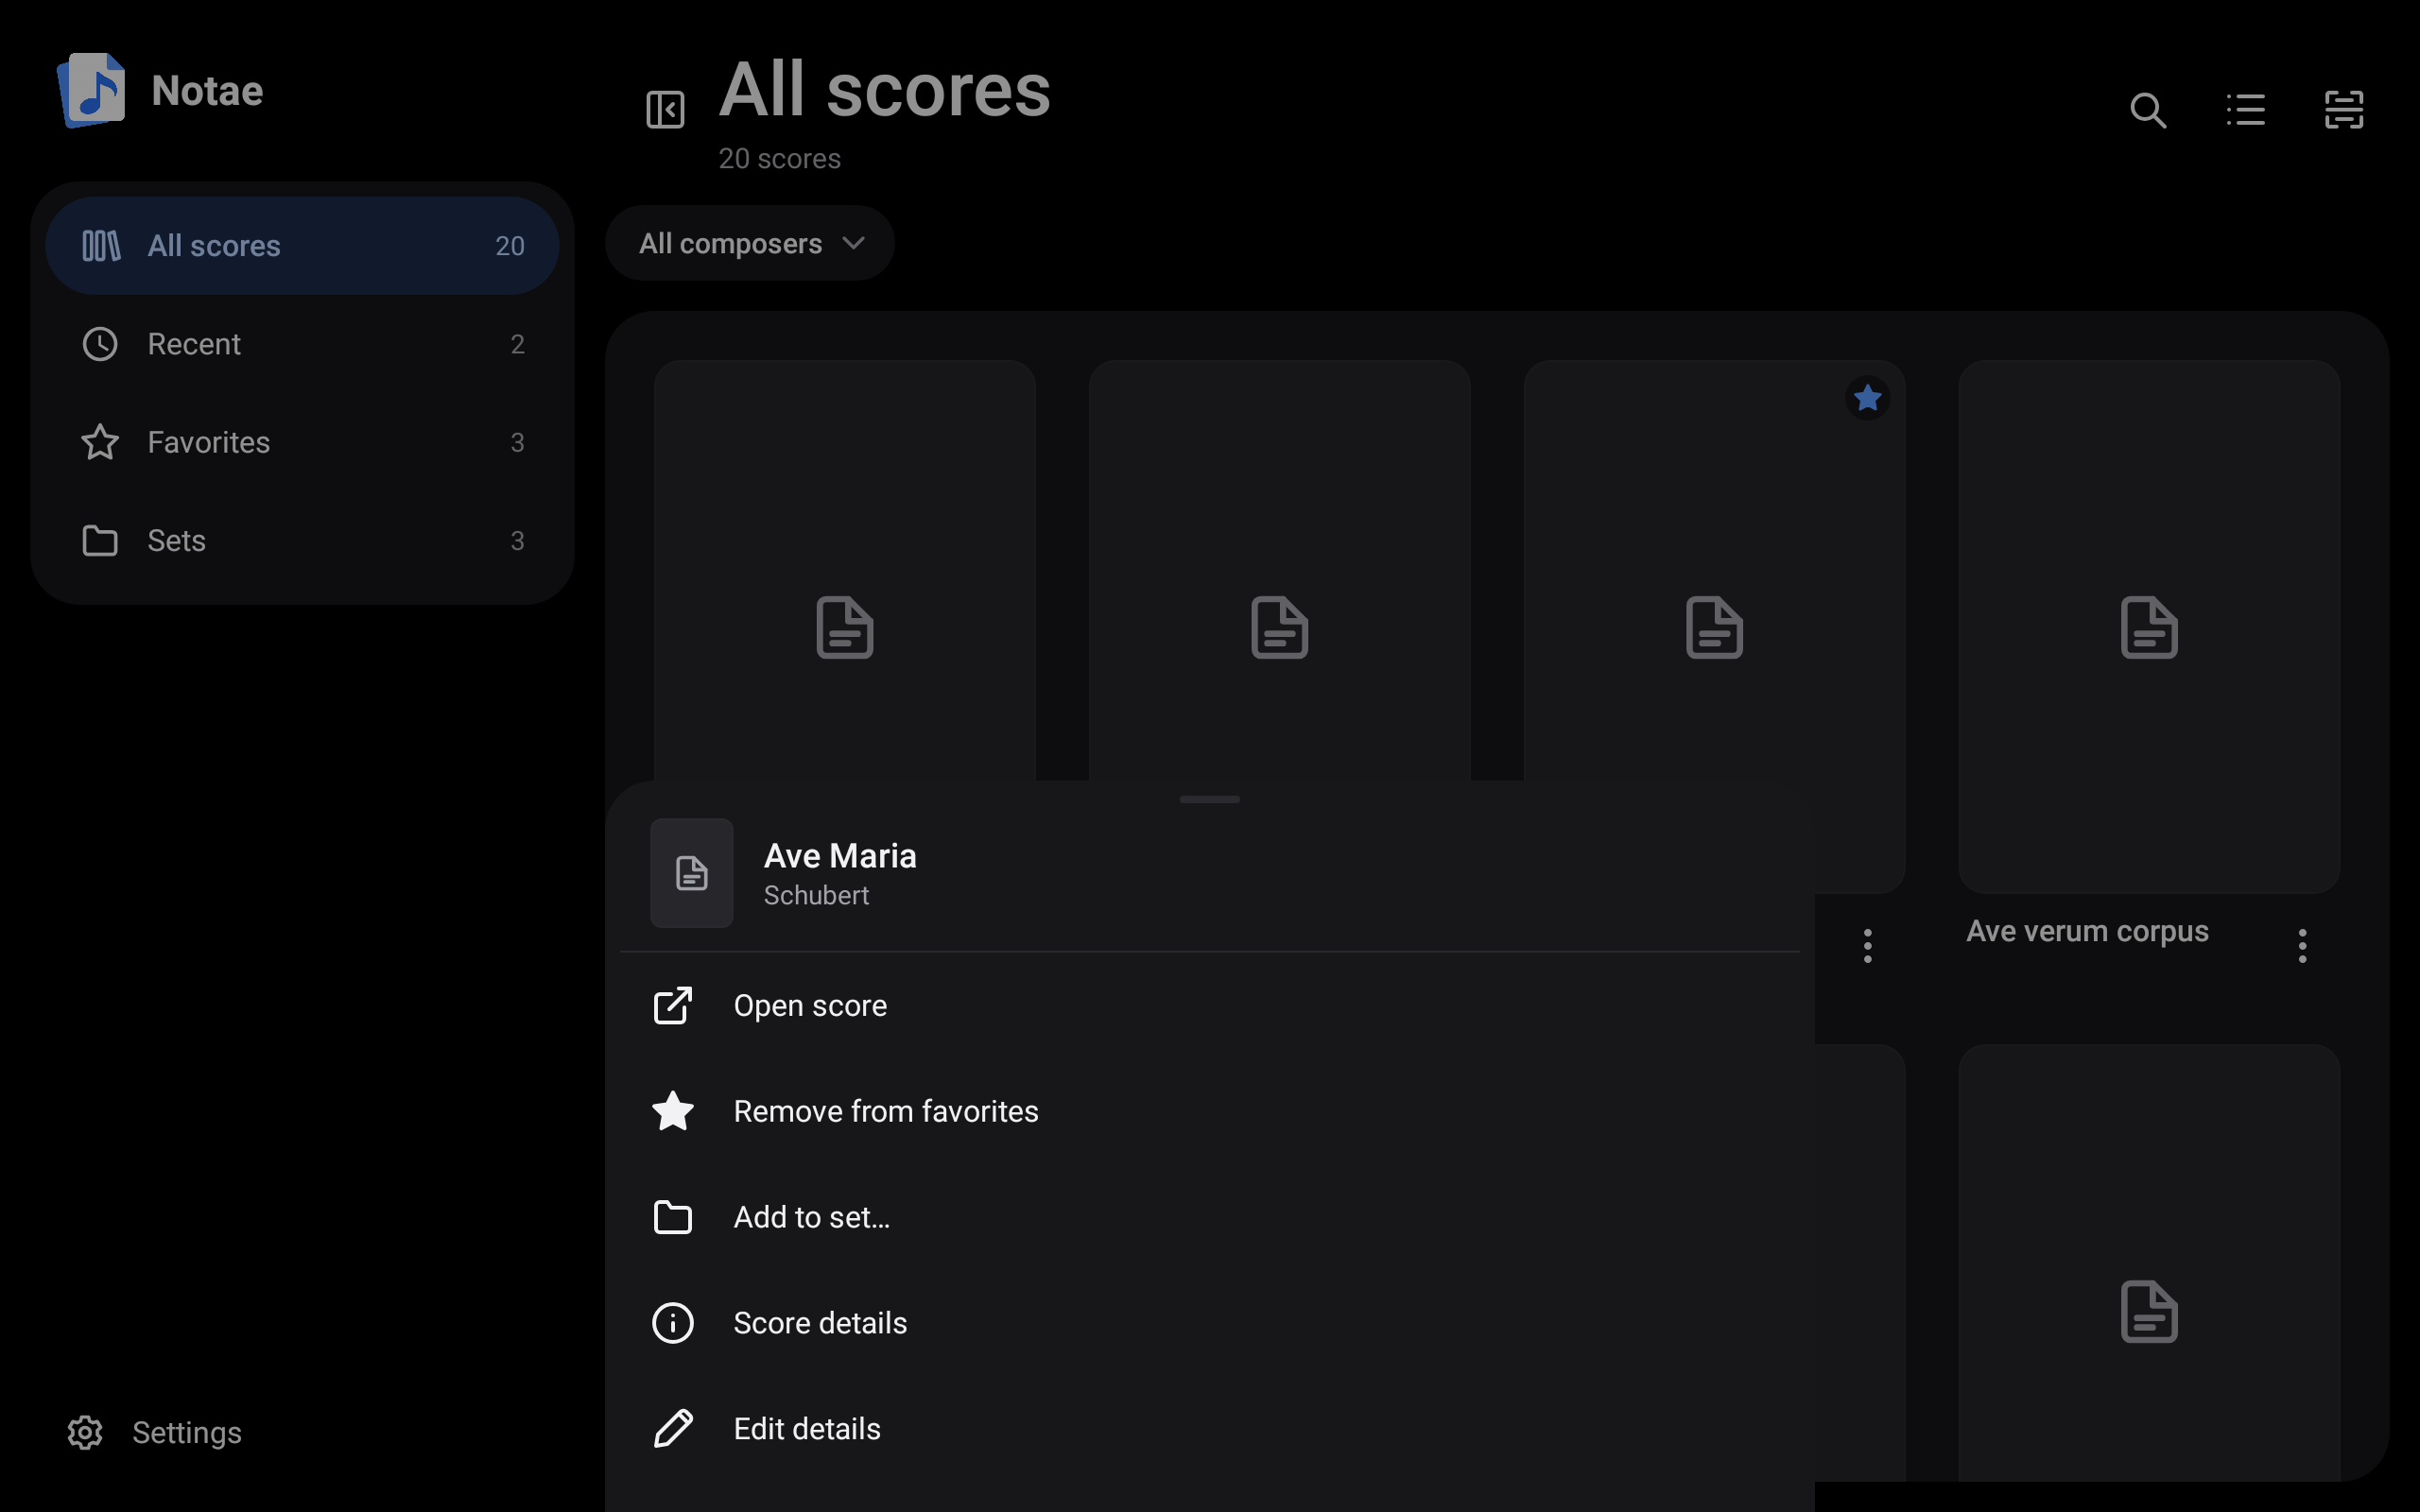 Notae
All scores
20 scores
All scores 20
Recent 2
Favorites 3
Sets 3
All composers
Ave Maria
Schubert
Ave verum corpus
Open score
Remove from favorites
Add to set...
Score details
Edit details
Settings